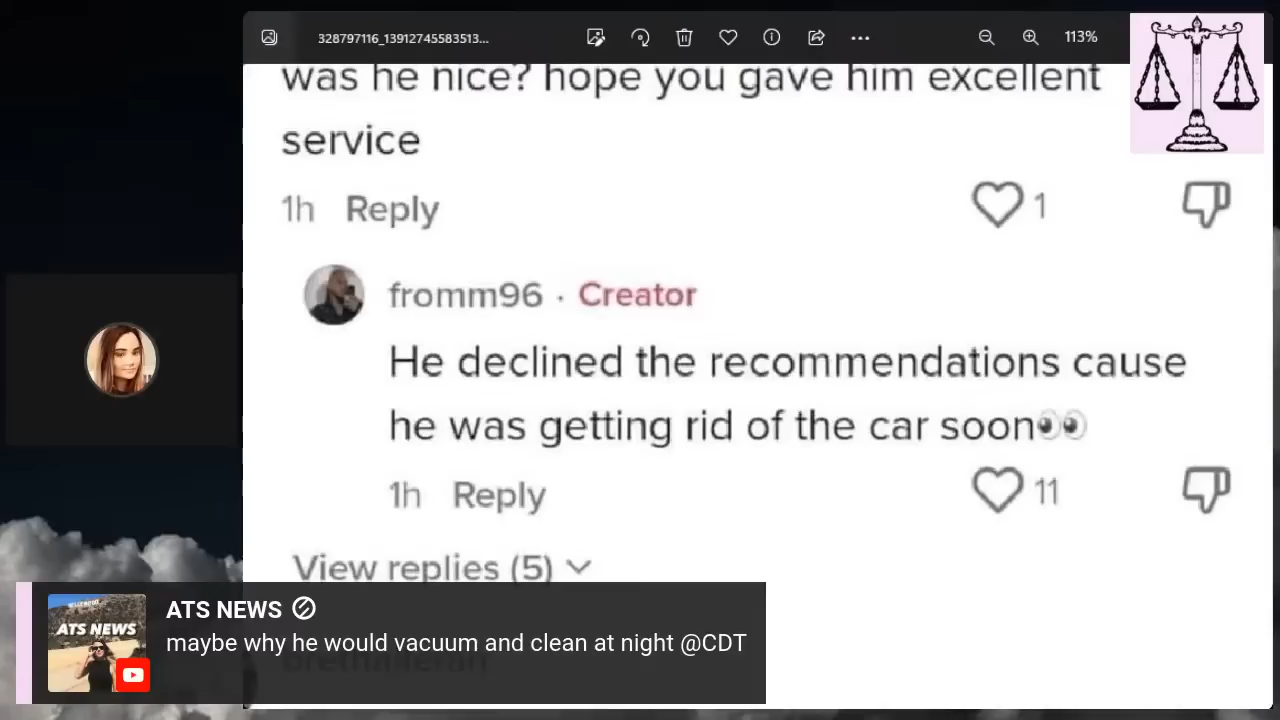 328797116_13912745583513...
113%
was he nice? hope you gave him excellent
service
1h Reply
1
fromm96 · Creator
He declined the recommendations cause
he was getting rid of the car soon👀
1h Reply
11
View replies (5)
ATS NEWS
ATS NEWS
maybe why he would vacuum and clean at night @CDT